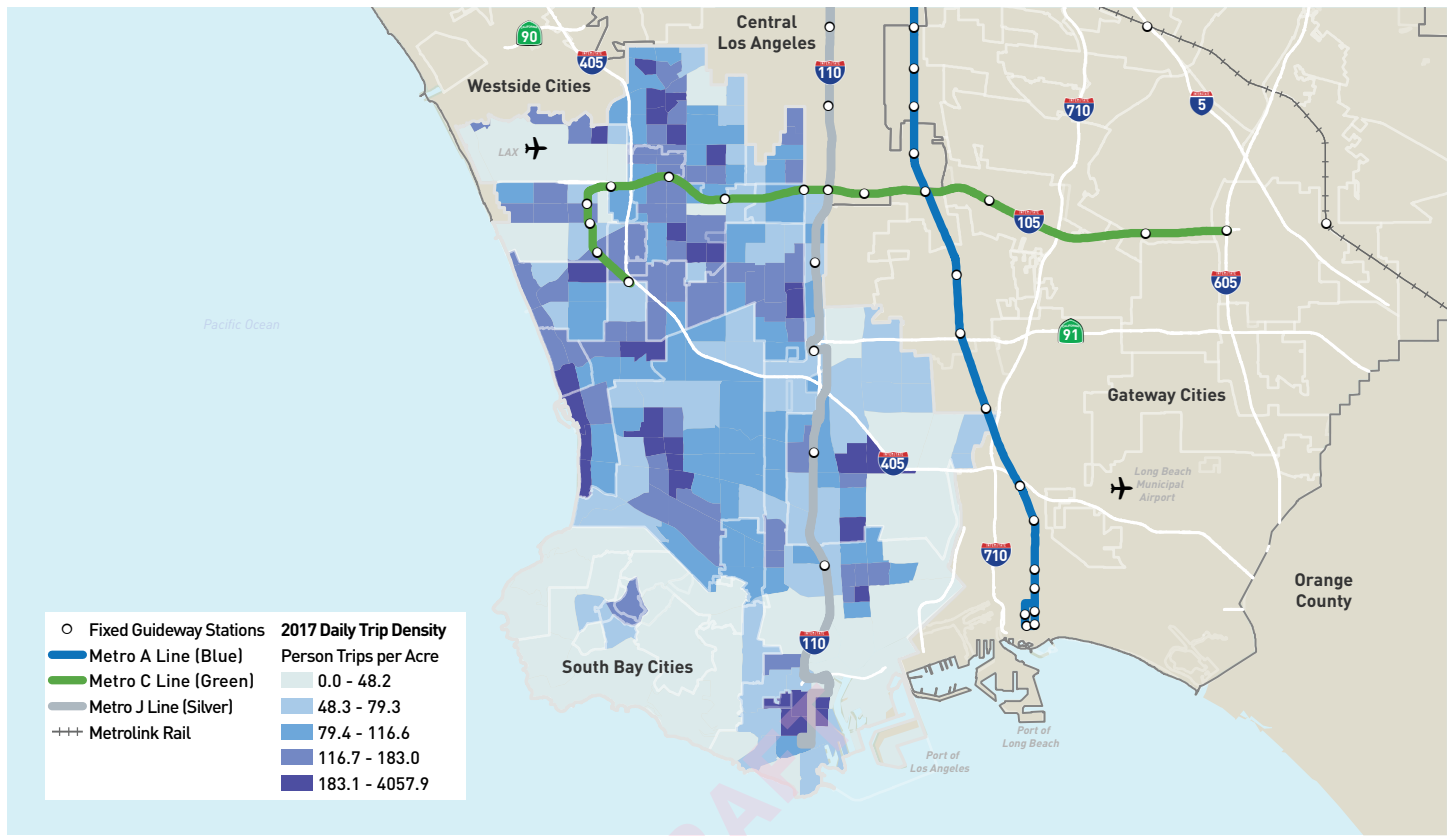 Central
Los Angeles
90
405
110
Westside Cities
710
5
LAX
105
605
Pacific Ocean
91
Gateway Cities
405
Long Beach
Municipal
Airport
710
Orange
County
110
South Bay Cities
Port of
Long Beach
Port of
Los Angeles
Fixed Guideway Stations
Metro A Line (Blue)
Metro C Line (Green)
Metro J Line (Silver)
Metrolink Rail
2017 Daily Trip Density
Person Trips per Acre
0.0 - 48.2
48.3 - 79.3
79.4 - 116.6
116.7 - 183.0
183.1 - 4057.9